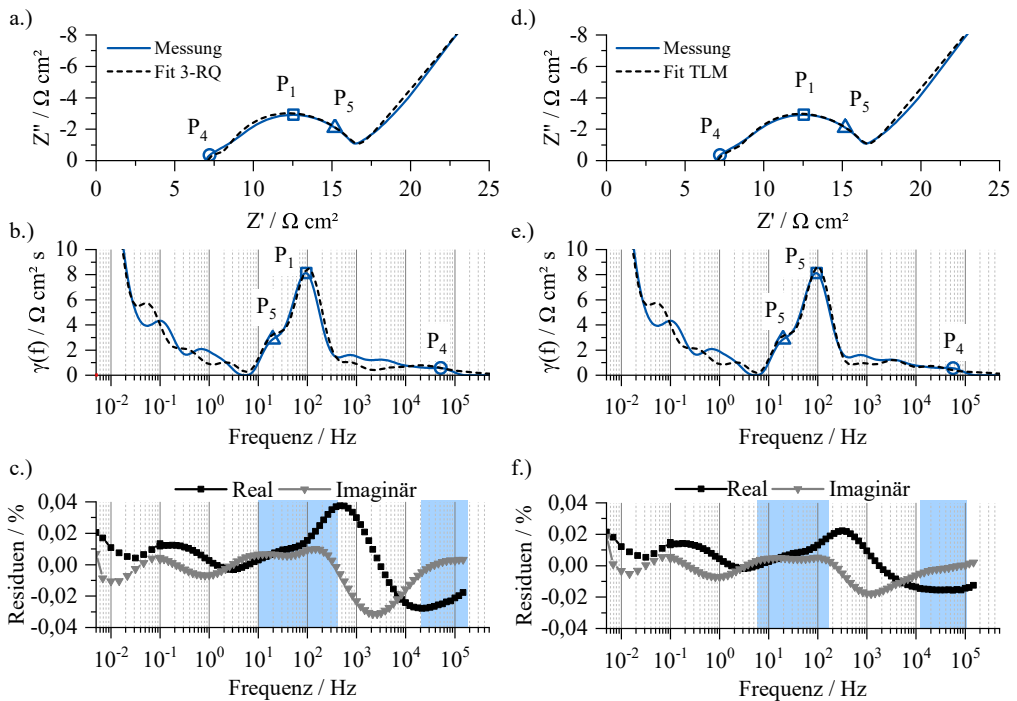 a.)
-8
-6
-4
-2
0
Z'' / Ω cm²
Messung
Fit 3-RQ
P4
P1
P5
0 5 10 15 20 25
Z' / Ω cm²
b.)
10
8
6
4
2
0
γ(f) / Ω cm² s
P1
P5
P4
10⁻² 10⁻¹ 10⁰ 10¹ 10² 10³ 10⁴ 10⁵
Frequenz / Hz
c.)
Real Imaginär
0,04
0,02
0,00
-0,02
-0,04
Residuen / %
10⁻² 10⁻¹ 10⁰ 10¹ 10² 10³ 10⁴ 10⁵
Frequenz / Hz
d.)
-8
-6
-4
-2
0
Z'' / Ω cm²
Messung
Fit TLM
P4
P1
P5
0 5 10 15 20 25
Z' / Ω cm²
e.)
10
8
6
4
2
0
γ(f) / Ω cm² s
P5
P5
P4
10⁻² 10⁻¹ 10⁰ 10¹ 10² 10³ 10⁴ 10⁵
Frequenz / Hz
f.)
Real Imaginär
0,04
0,02
0,00
-0,02
-0,04
Residuen / %
10⁻² 10⁻¹ 10⁰ 10¹ 10² 10³ 10⁴ 10⁵
Frequenz / Hz